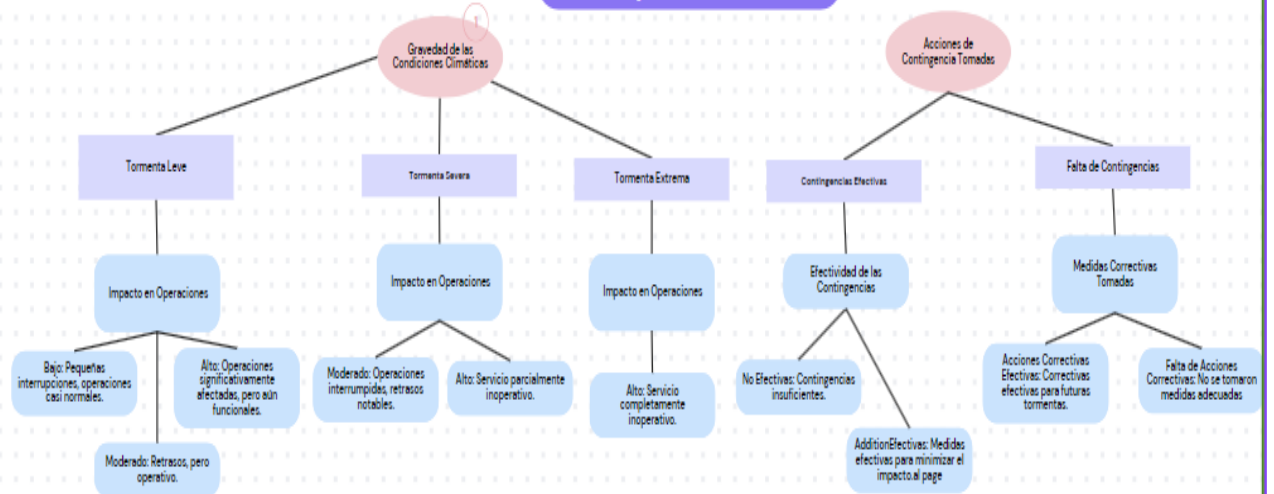 1
Gravedad de las
Condiciones Climáticas
Acciones de
Contingencia Tomadas
Tormenta Leve
Tormenta Severa
Tormenta Extrema
Contingencias Efectivas
Falta de Contingencias
Impacto en Operaciones
Impacto en Operaciones
Impacto en Operaciones
Efectividad de las
Contingencias
Medidas Correctivas
Tomadas
Bajo: Pequeñas
interrupciones, operaciones
casi normales.
Alto: Operaciones
significativamente
afectadas, pero aún
funcionales.
Moderado: Retrasos, pero
operativo.
Moderado: Operaciones
interrumpidas, retrasos
notables.
Alto: Servicio parcialmente
inoperativo.
Alto: Servicio
completamente
inoperativo.
No Efectivas: Contingencias
insuficientes.
AdditionEfectivas: Medidas
efectivas para minimizar el
impacto.al page
Acciones Correctivas
Efectivas: Correctivas
efectivas para futuras
tormentas.
Falta de Acciones
Correctivas: No se tomaron
medidas adecuadas